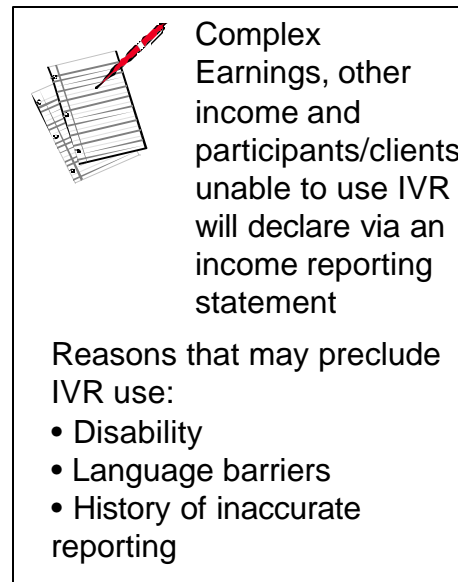 Complex
Earnings, other
income and
participants/clients
unable to use IVR
will declare via an
income reporting
statement
Reasons that may preclude
IVR use:
• Disability
• Language barriers
• History of inaccurate
reporting